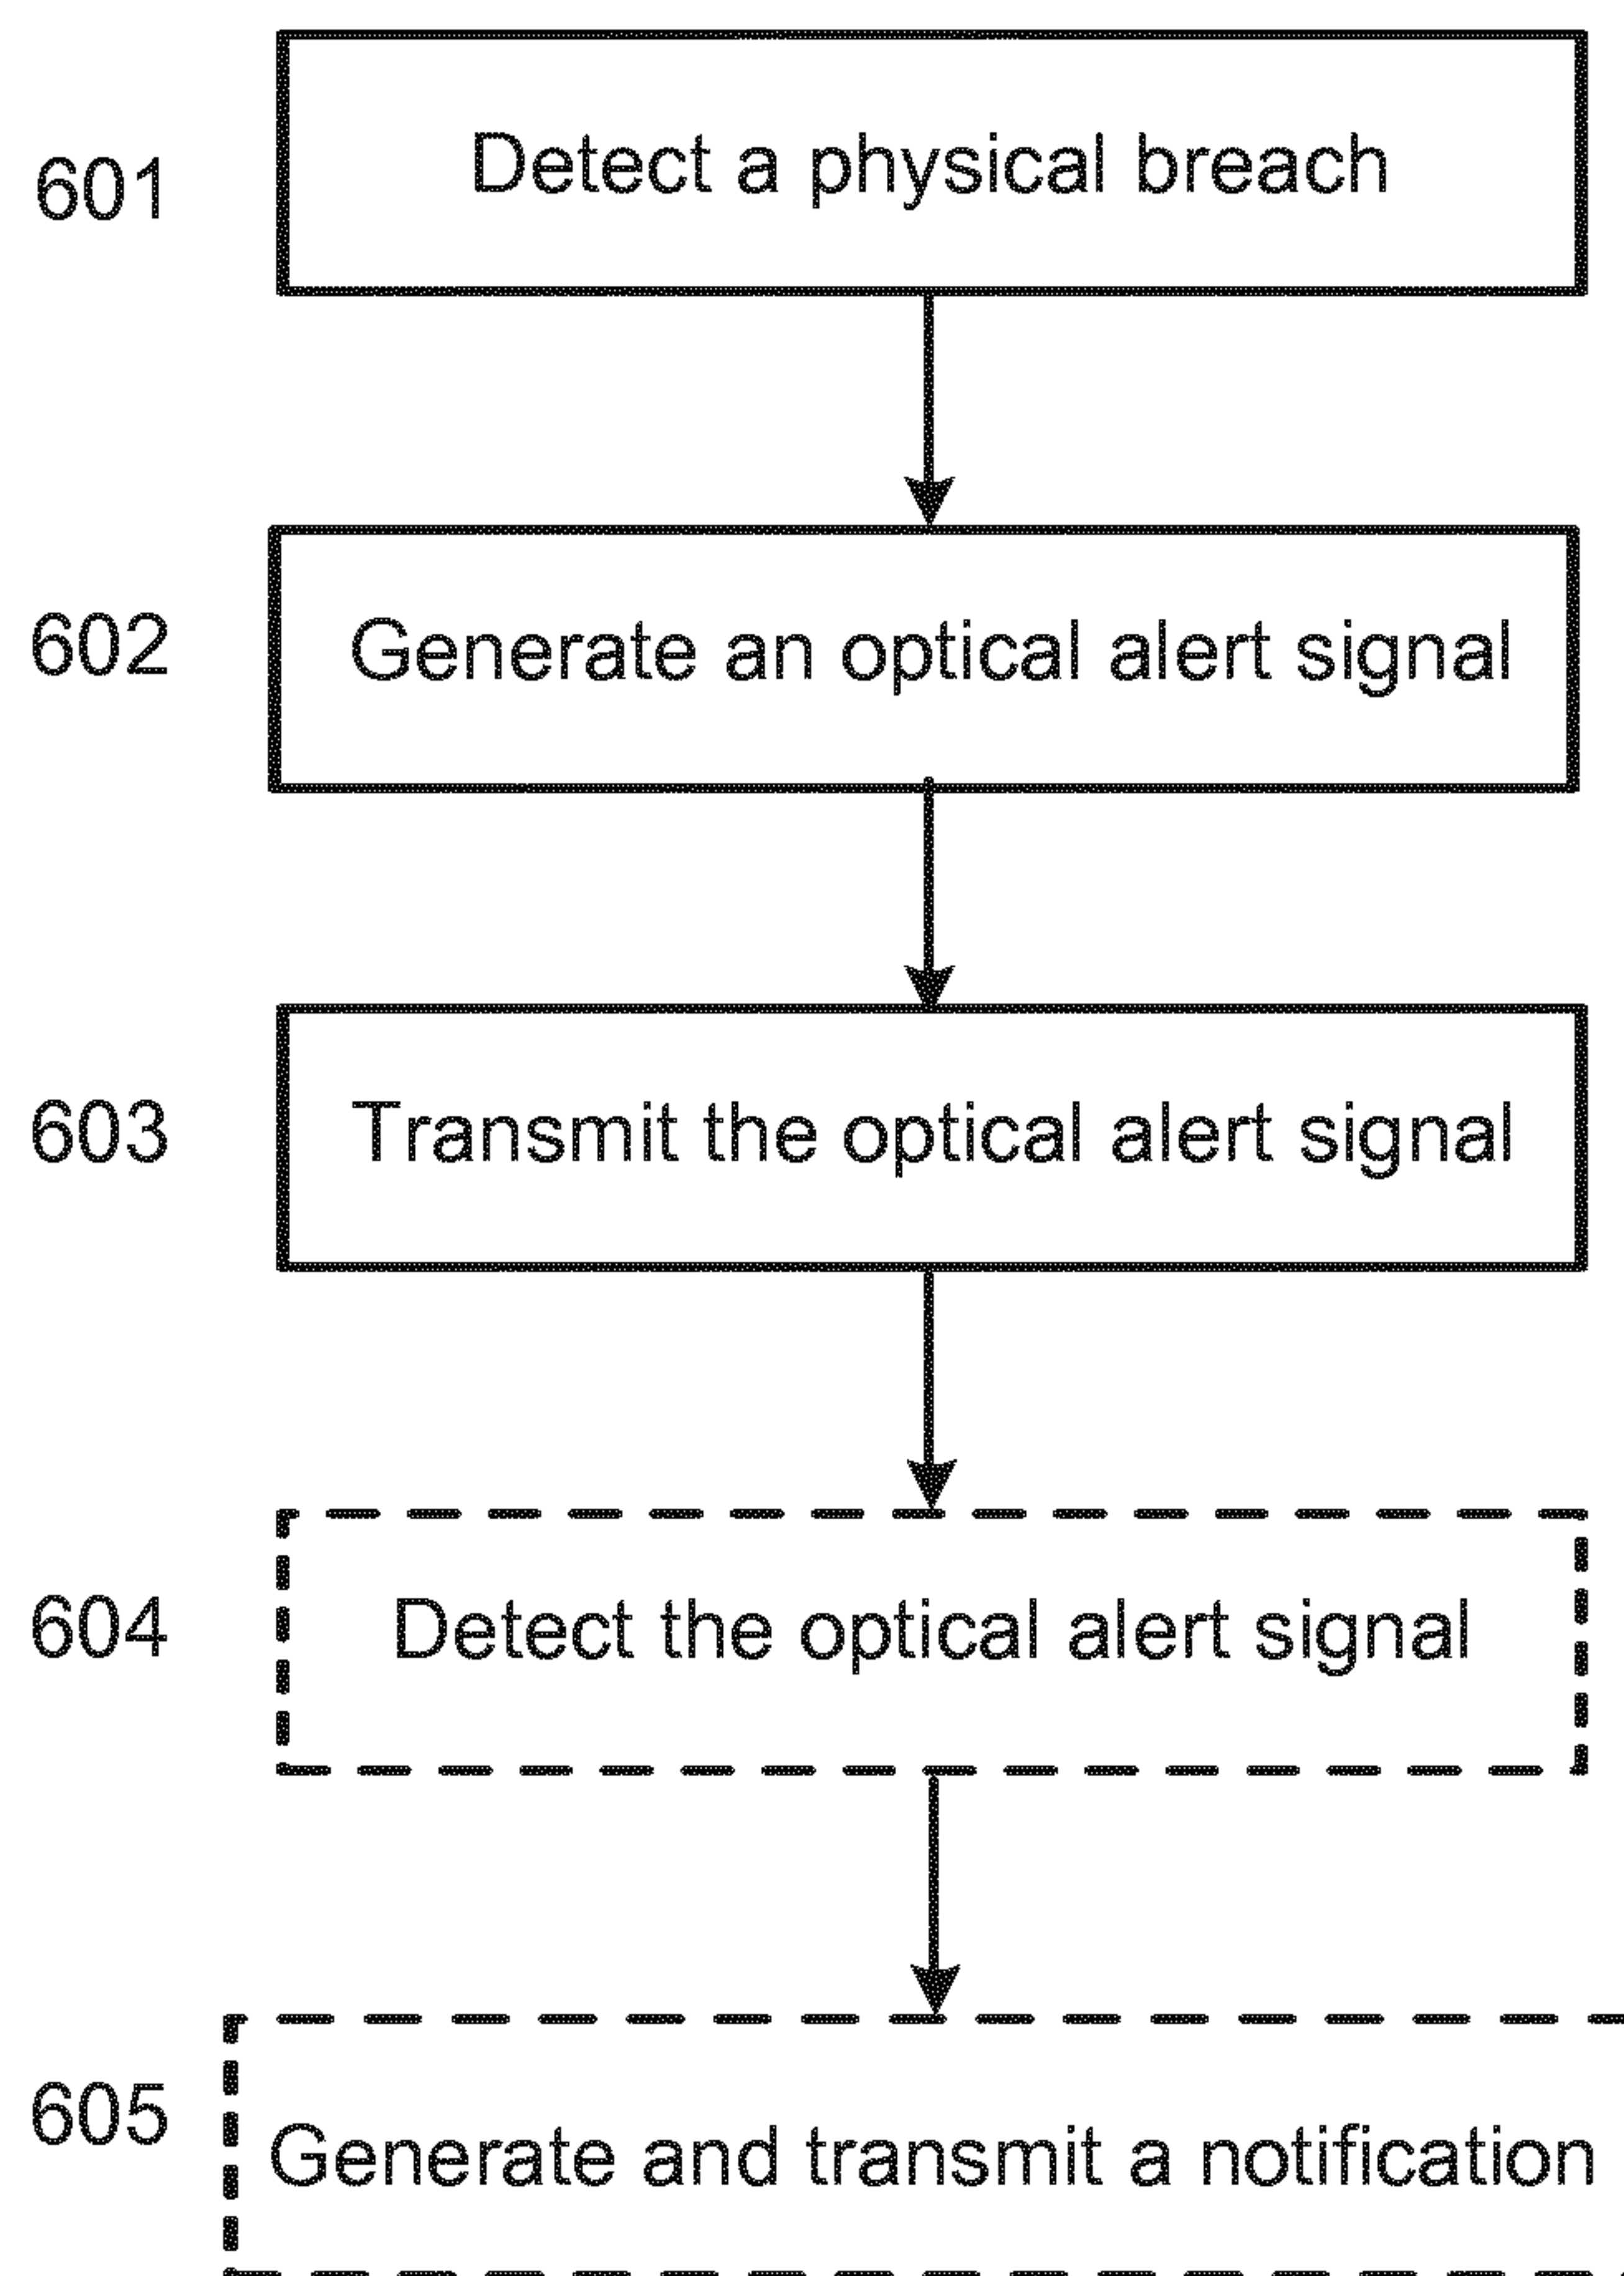 601
Detect a physical breach
602
Generate an optical alert signal
603
Transmit the optical alert signal
604
Detect the optical alert signal
605
Generate and transmit a notification